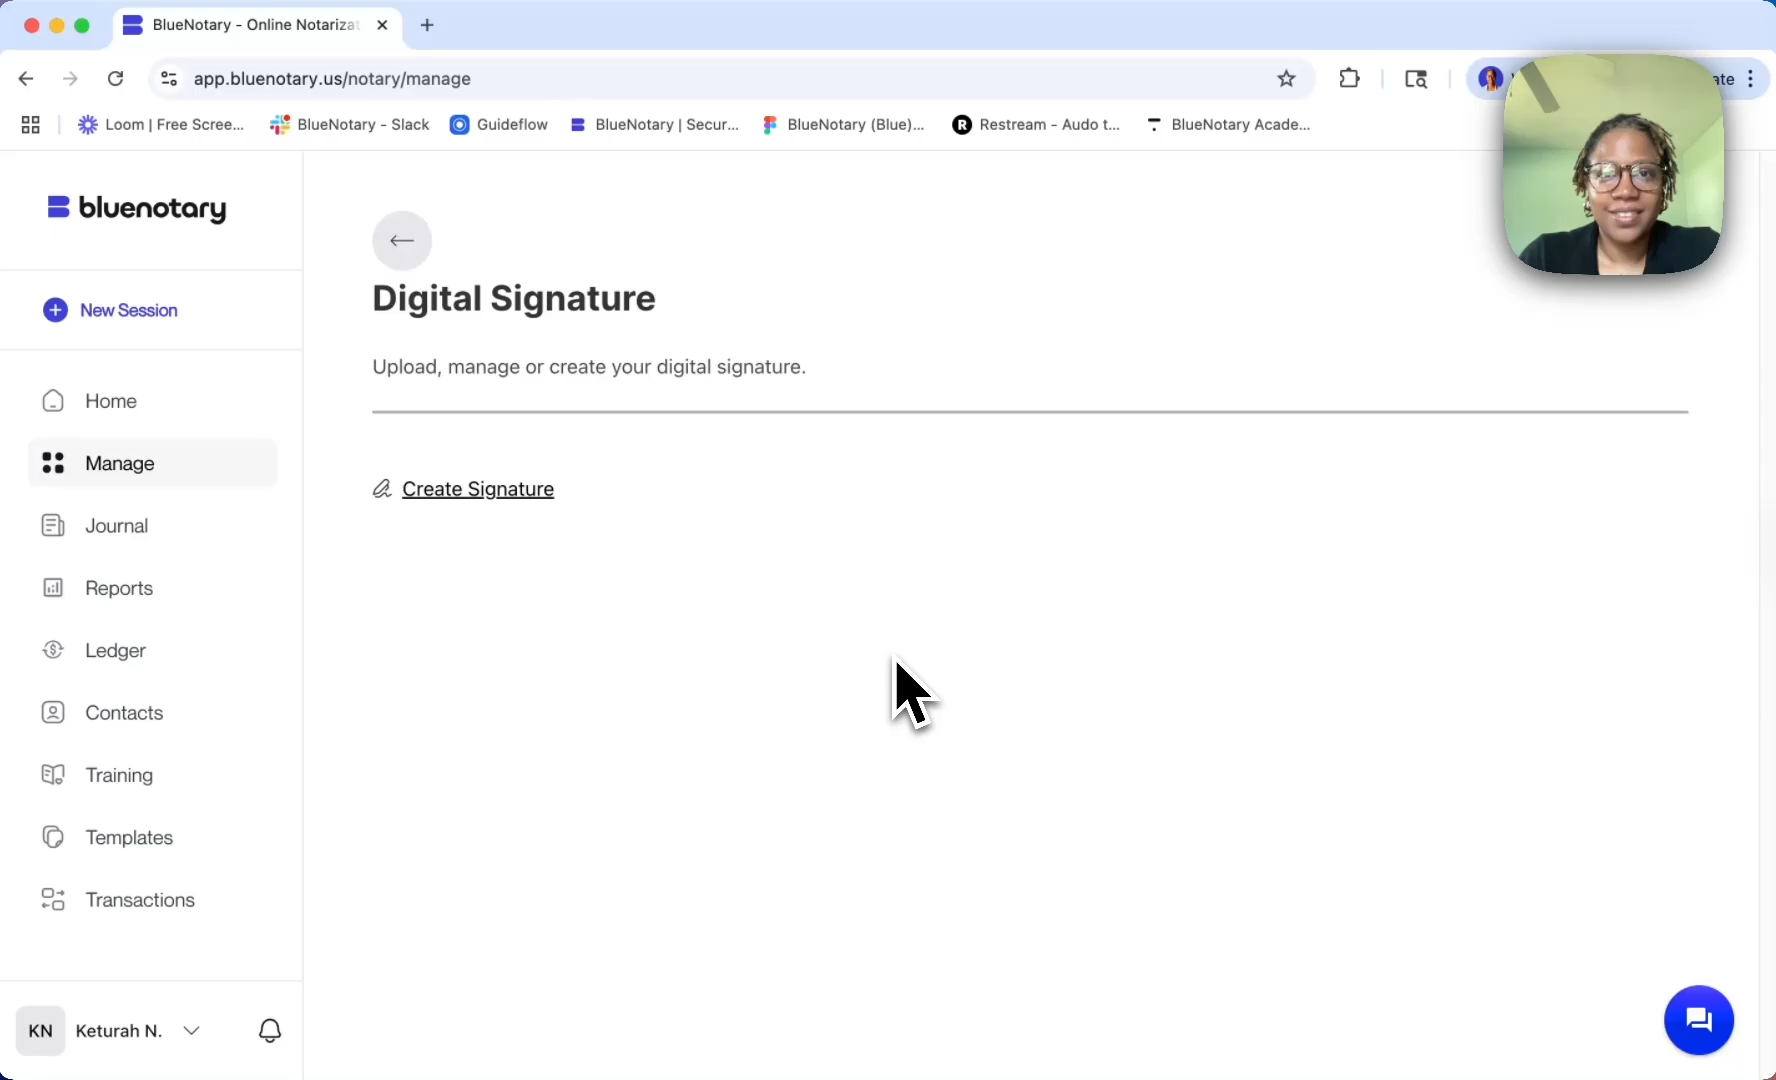 BlueNotary - Online Notarizat
app.bluenotary.us/notary/manage
Loom | Free Scree...
BlueNotary - Slack
Guideflow
BlueNotary | Secur...
BlueNotary (Blue)...
R
Restream - Audo t...
BlueNotary Acade...
bluenotary
New Session
Home
Manage
Journal
Reports
Ledger
Contacts
Training
Templates
Transactions
KN
Keturah N.
Digital Signature
Upload, manage or create your digital signature.
Create Signature